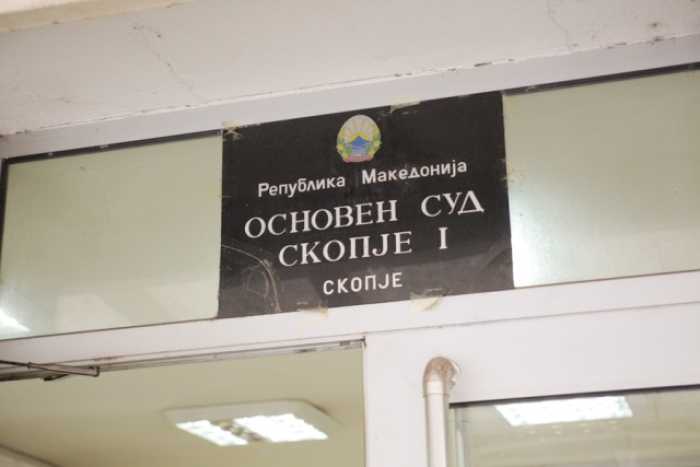 Република Македонија
ОСНОВЕН СУД
СКОПЈЕ I
СКОПЈЕ